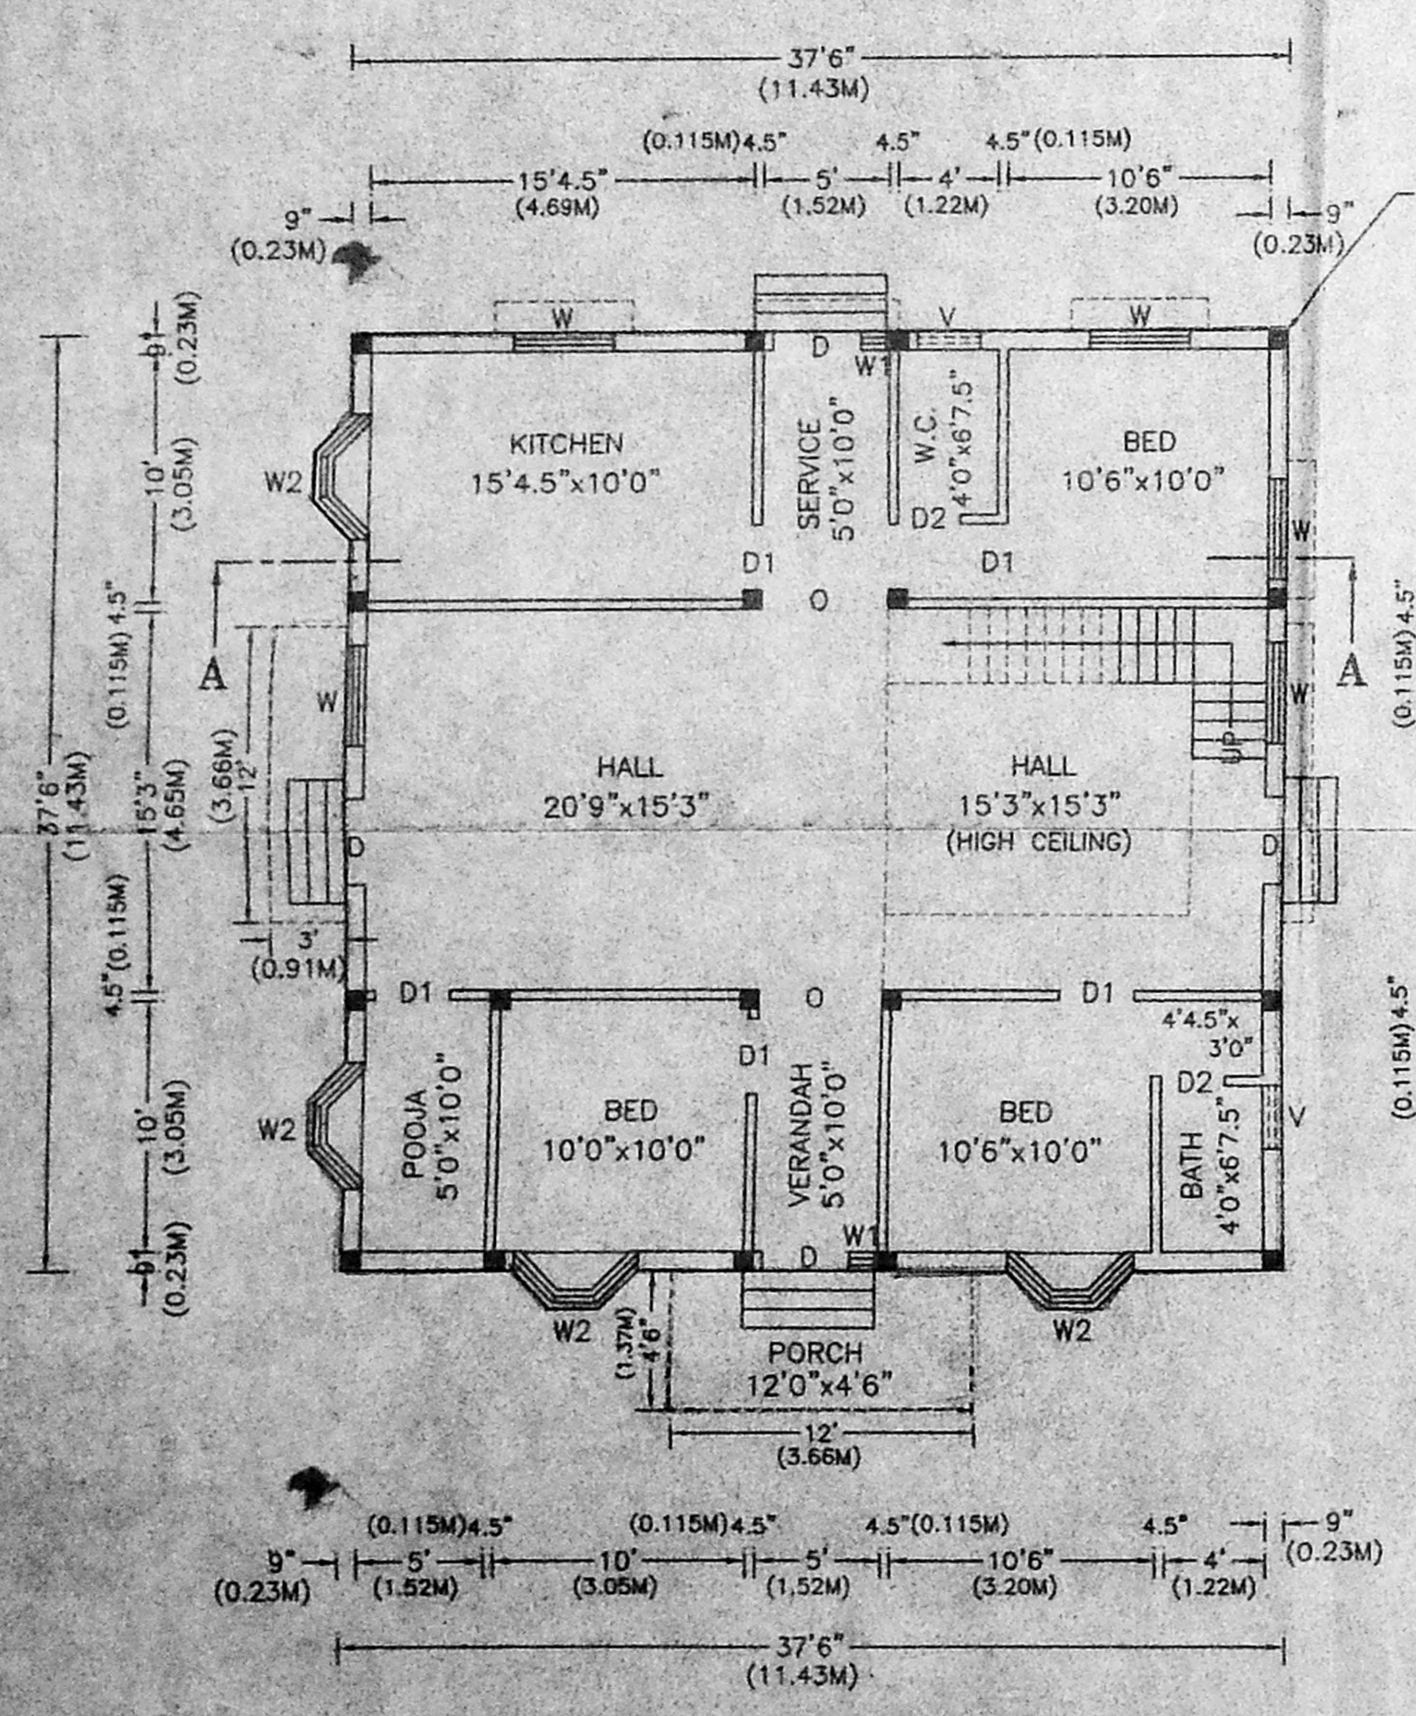 37'6"
(11.43M)
(0.115M)4.5" 4.5" 4.5"(0.115M)
15'4.5" 5' 4' 10'6"
(4.69M) (1.52M) (1.22M) (3.20M)
9" 9"
(0.23M) (0.23M)
W V W
D
W1
KITCHEN
15'4.5"x10'0"
SERVICE
5'0"x10'0"
W.C.
4'0"x6'7.5"
BED
10'6"x10'0"
W2
D2
W
D1 D1
O
9"
(0.23M)
10'
(3.05M)
(0.115M) 4.5"
(0.115M) 4.5"
A A
W W
UP
(3.66M)
12'
37'6"
(11.43M)
15'3"
(4.65M)
HALL
20'9"x15'3"
HALL
15'3"x15'3"
(HIGH CEILING)
D D
3'
(0.91M)
4.5"(0.115M)
(0.115M)4.5"
D1 O D1
4'4.5"x
3'0"
D1
D2
V
W2
POOJA
5'0"x10'0"
BED
10'0"x10'0"
VERANDAH
5'0"x10'0"
BED
10'6"x10'0"
BATH
4'0"x6'7.5"
10'
(3.05M)
9"
(0.23M)
W1
D
W2 W2
(1.37M)
4'6"
PORCH
12'0"x4'6"
12'
(3.66M)
(0.115M)4.5" (0.115M)4.5" 4.5"(0.115M) 4.5" 9"
(0.23M)
9" 5' 10' 5' 10'6" 4'
(0.23M) (1.52M) (3.05M) (1.52M) (3.20M) (1.22M)
37'6"
(11.43M)